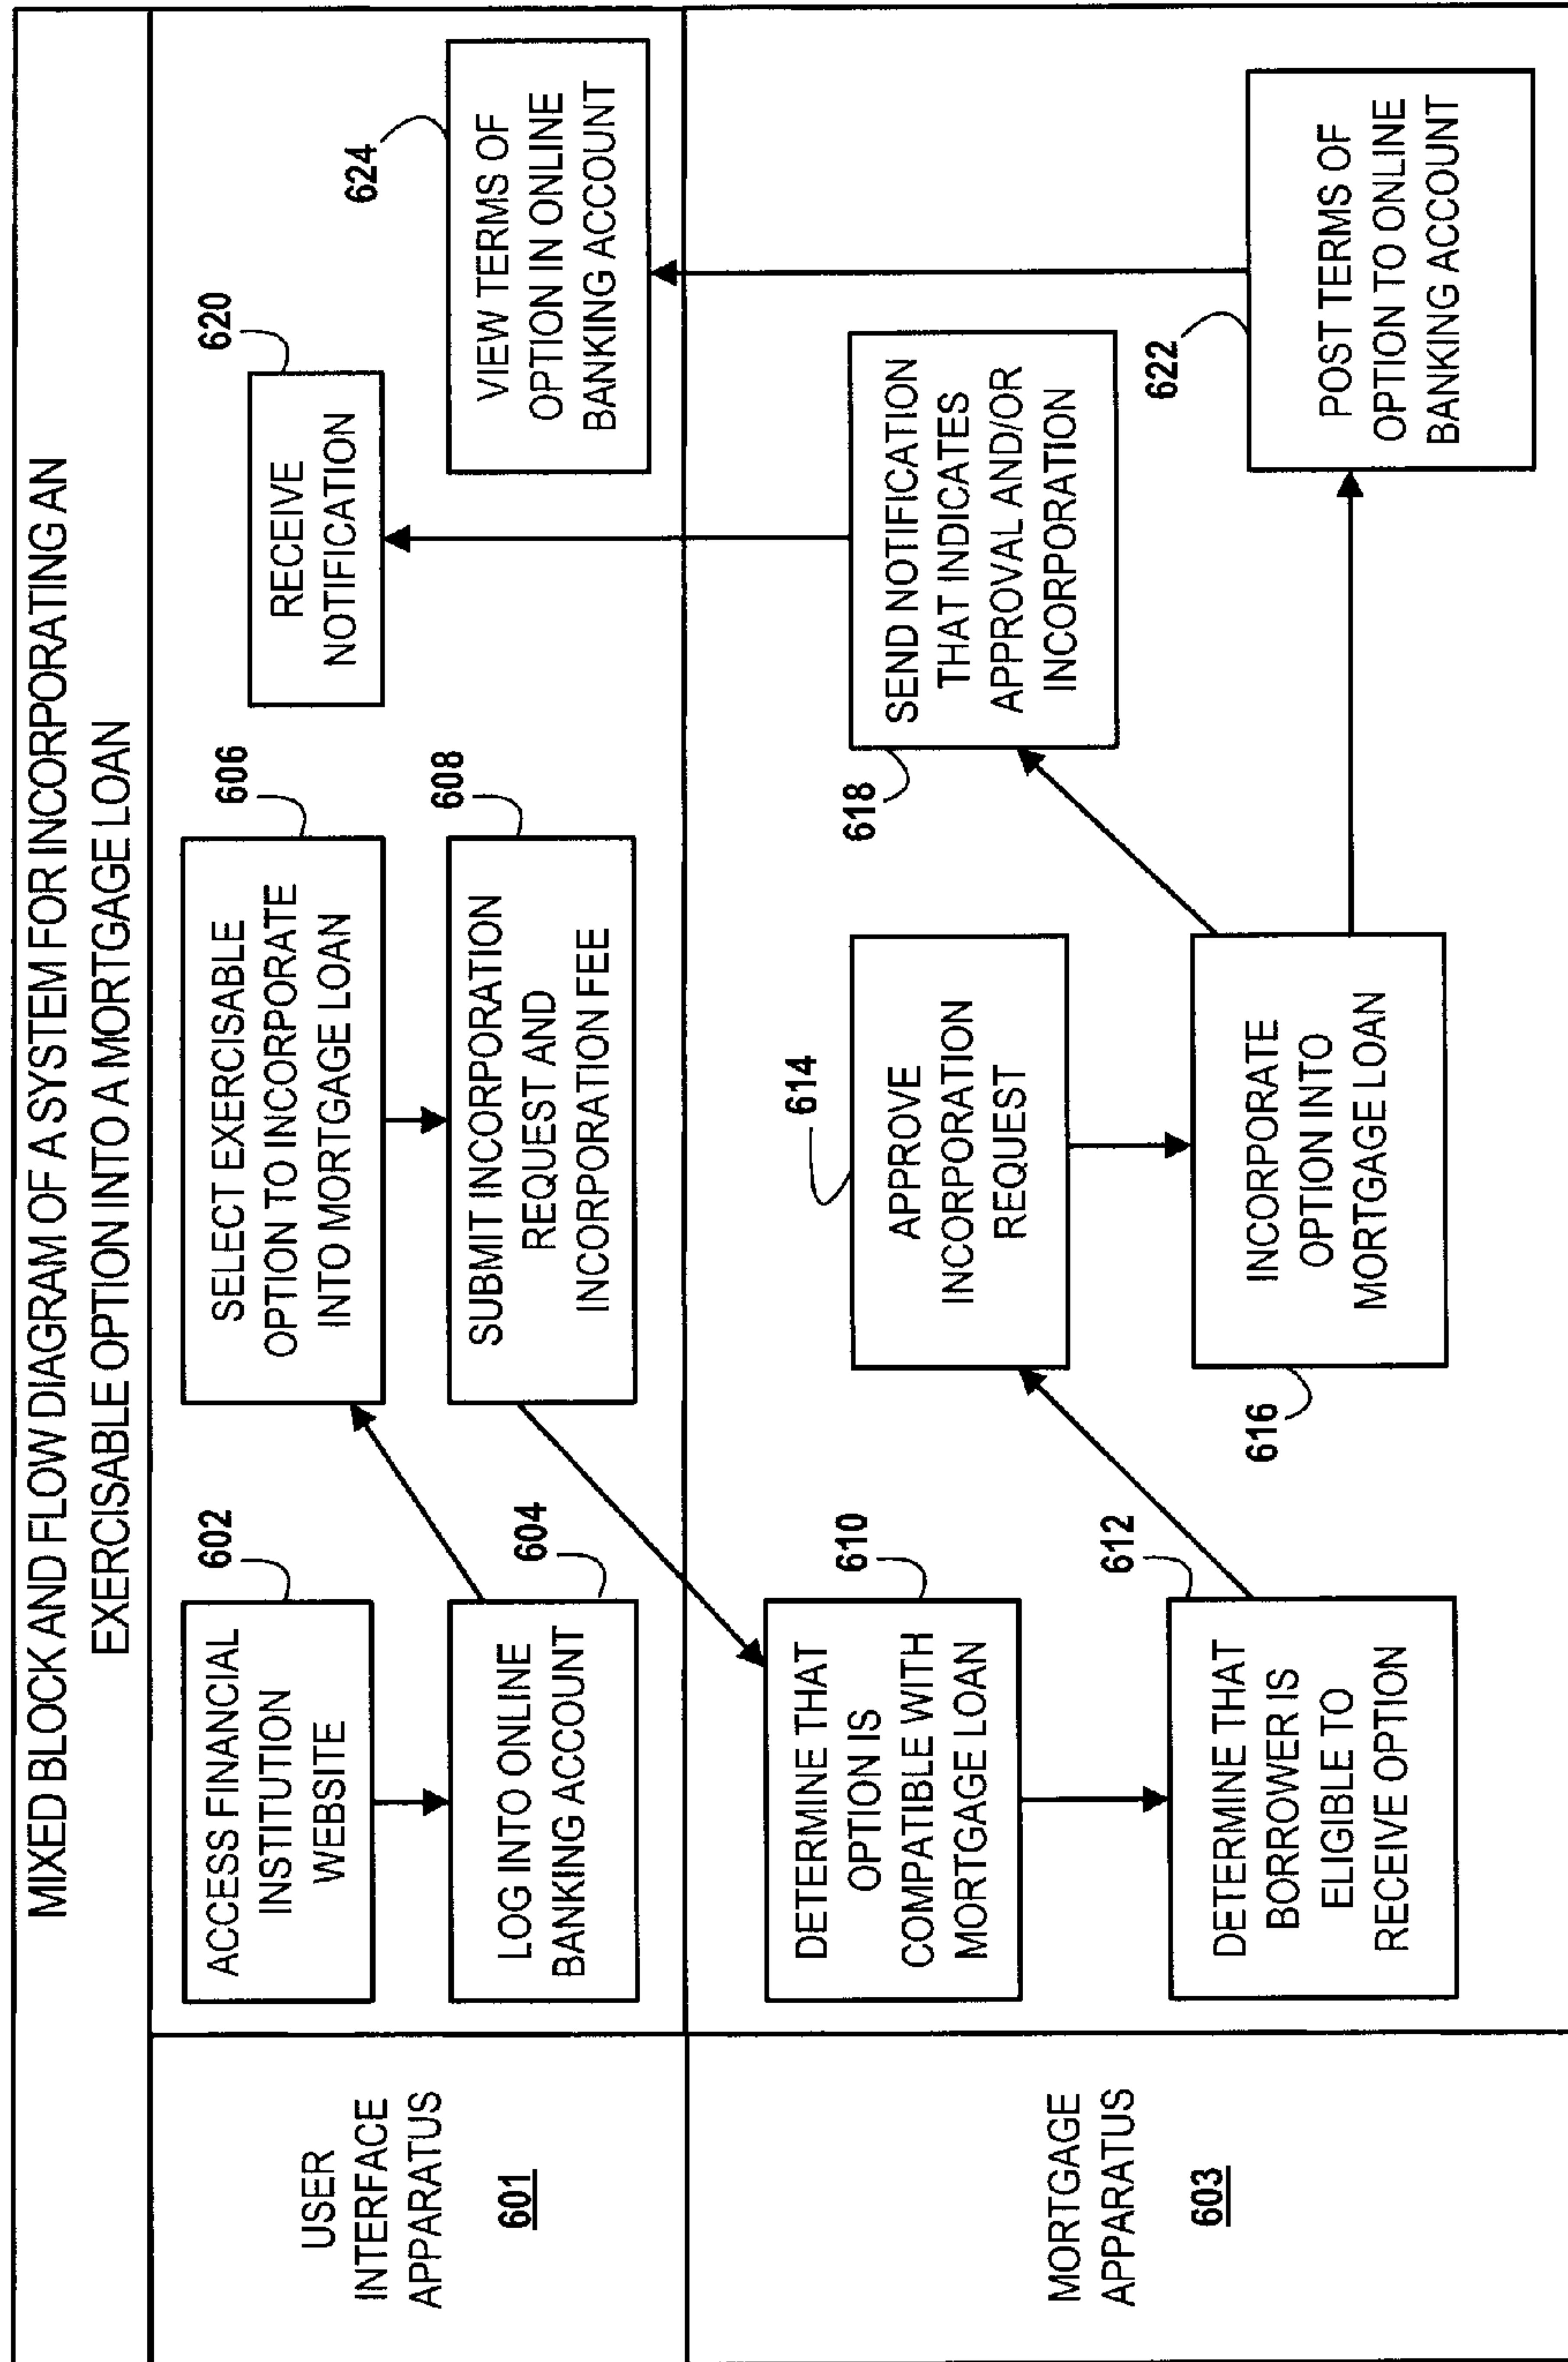 MIXED BLOCK AND FLOW DIAGRAM OF A SYSTEM FOR INCORPORATING AN
EXERCISABLE OPTION INTO A MORTGAGE LOAN
USER
INTERFACE
APPARATUS
601
602
ACCESS FINANCIAL
INSTITUTION
WEBSITE
604
LOG INTO ONLINE
BANKING ACCOUNT
606
SELECT EXERCISABLE
OPTION TO INCORPORATE
INTO MORTGAGE LOAN
608
SUBMIT INCORPORATION
REQUEST AND
INCORPORATION FEE
620
RECEIVE
NOTIFICATION
624
VIEW TERMS OF
OPTION IN ONLINE
BANKING ACCOUNT
MORTGAGE
APPARATUS
603
610
DETERMINE THAT
OPTION IS
COMPATIBLE WITH
MORTGAGE LOAN
612
DETERMINE THAT
BORROWER IS
ELIGIBLE TO
RECEIVE OPTION
614
APPROVE
INCORPORATION
REQUEST
616
INCORPORATE
OPTION INTO
MORTGAGE LOAN
618
SEND NOTIFICATION
THAT INDICATES
APPROVAL AND/OR
INCORPORATION
622
POST TERMS OF
OPTION TO ONLINE
BANKING ACCOUNT